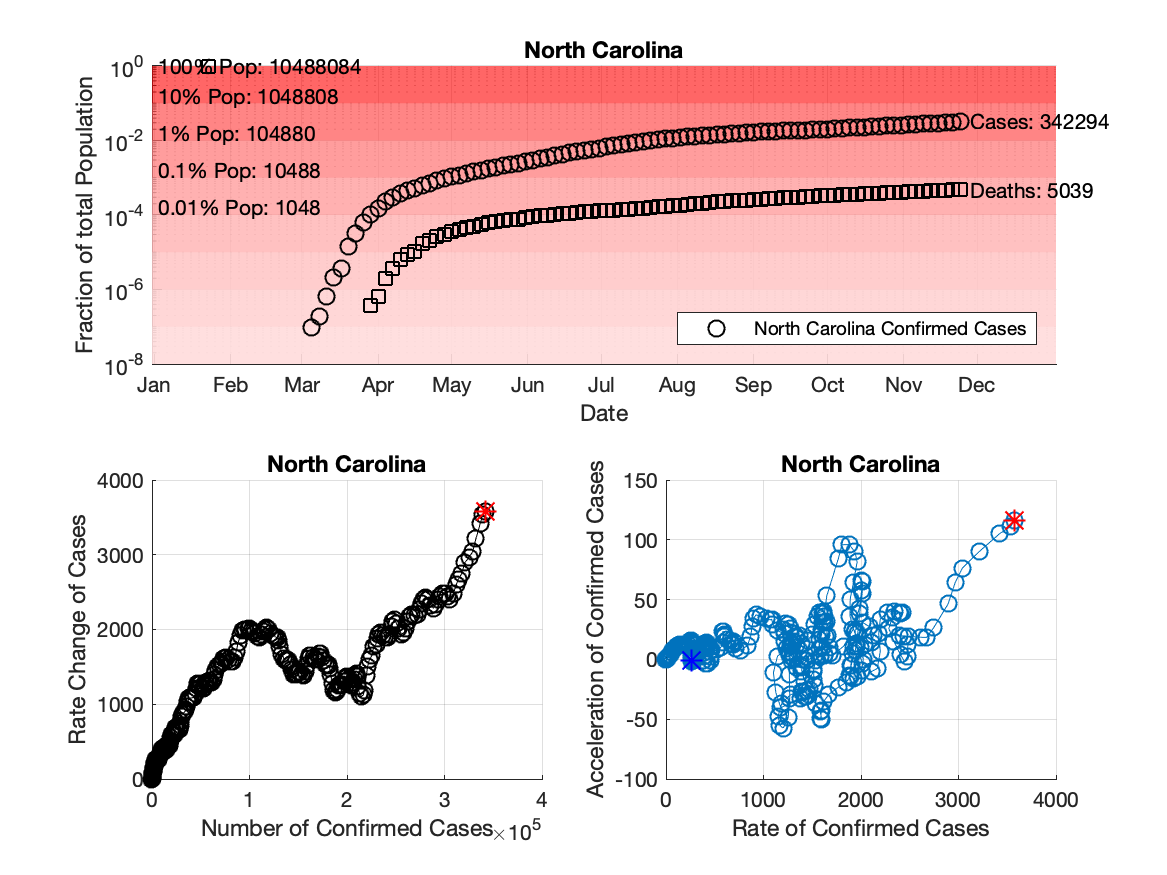 North Carolina
Fraction of total Population
10^0
10^-2
10^-4
10^-6
10^-8
100% Pop: 10488084
10% Pop: 1048808
1% Pop: 104880
0.1% Pop: 10488
0.01% Pop: 1048
Cases: 342294
Deaths: 5039
North Carolina Confirmed Cases
Jan Feb Mar Apr May Jun Jul Aug Sep Oct Nov Dec
Date
North Carolina
Rate Change of Cases
4000
3000
2000
1000
0
0 1 2 3 4
Number of Confirmed Cases ×10^5
North Carolina
Acceleration of Confirmed Cases
150
100
50
0
-50
-100
0 1000 2000 3000 4000
Rate of Confirmed Cases